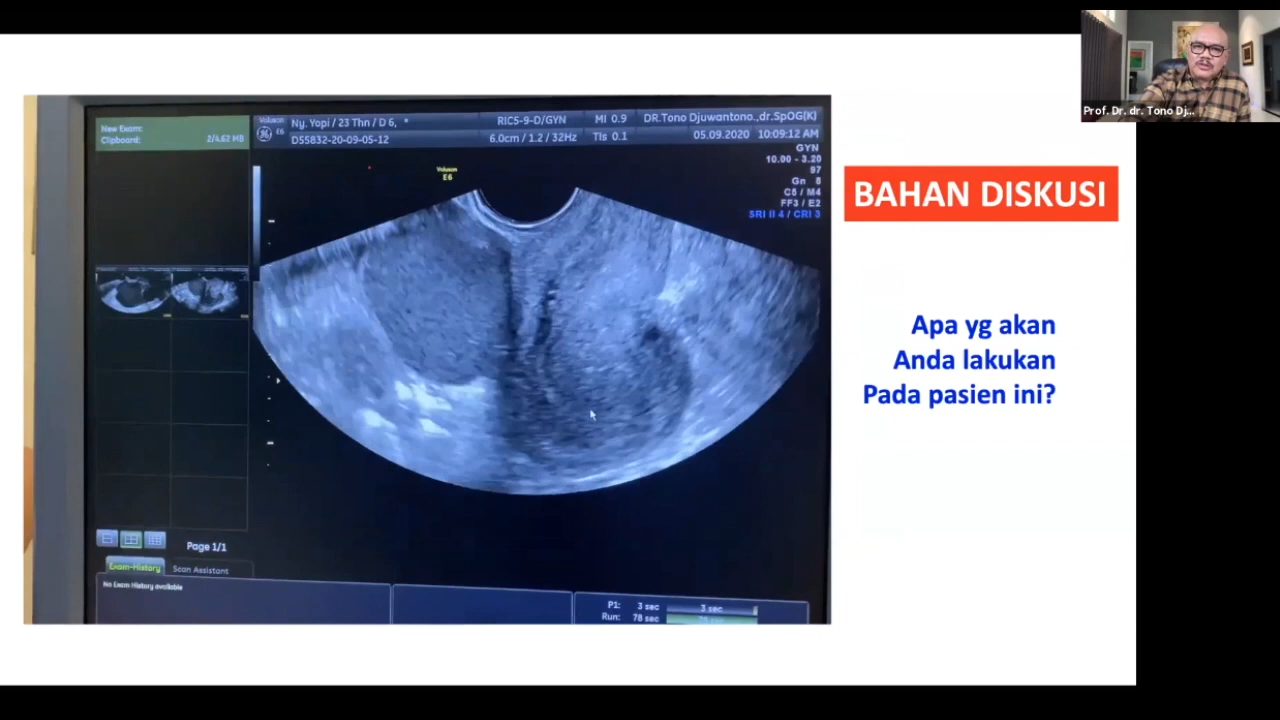 Prof. Dr. dr. Tono Dj...
New Exam:
Clipboard:
2/4.62 MB
Voluson
E6
Ny. Yopi / 23 Thn / D 6, *
D55832-20-09-05-12
RIC5-9-D/GYN
6.0cm / 1.2 / 32Hz
MI 0.9
TIs 0.1
DR.Tono Djuwantono.,dr.SpOG(K)
05.09.2020 10:09:12 AM
GYN
10.00 - 3.20
97
Gn 8
C5 / M4
FF3 / E2
SRI II 4 / CRI 3
Voluson
E6
BAHAN DISKUSI
Apa yg akan
Anda lakukan
Pada pasien ini?
Page 1/1
Exam-History
Scan Assistant
No Exam History available
P1: 3 sec
3 sec
Run: 78 sec